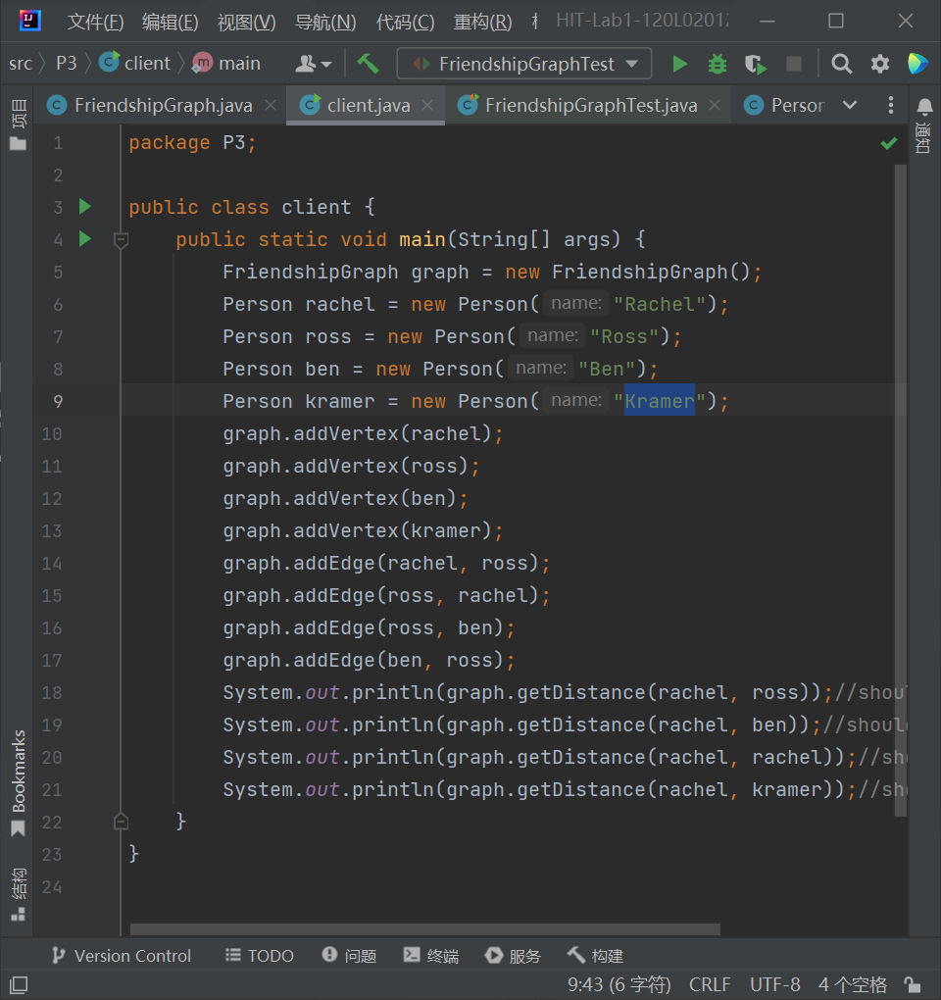 文件(F) 编辑(E) 视图(V) 导航(N) 代码(C) 重构(R) HIT-Lab1-120L0201
src P3 client main FriendshipGraphTest
FriendshipGraph.java client.java FriendshipGraphTest.java Person
项目
通知
1 package P3;
2
3 public class client {
4 public static void main(String[] args) {
5 FriendshipGraph graph = new FriendshipGraph();
6 Person rachel = new Person( name: "Rachel");
7 Person ross = new Person( name: "Ross");
8 Person ben = new Person( name: "Ben");
9 Person kramer = new Person( name: "Kramer");
10 graph.addVertex(rachel);
11 graph.addVertex(ross);
12 graph.addVertex(ben);
13 graph.addVertex(kramer);
14 graph.addEdge(rachel, ross);
15 graph.addEdge(ross, rachel);
16 graph.addEdge(ross, ben);
17 graph.addEdge(ben, ross);
18 System.out.println(graph.getDistance(rachel, ross));//shou
19 System.out.println(graph.getDistance(rachel, ben));//should
20 System.out.println(graph.getDistance(rachel, rachel));//sho
21 System.out.println(graph.getDistance(rachel, kramer));//sho
22 }
23 }
24
Bookmarks
结构
Version Control TODO 问题 终端 服务 构建
9:43 (6 字符) CRLF UTF-8 4 个空格